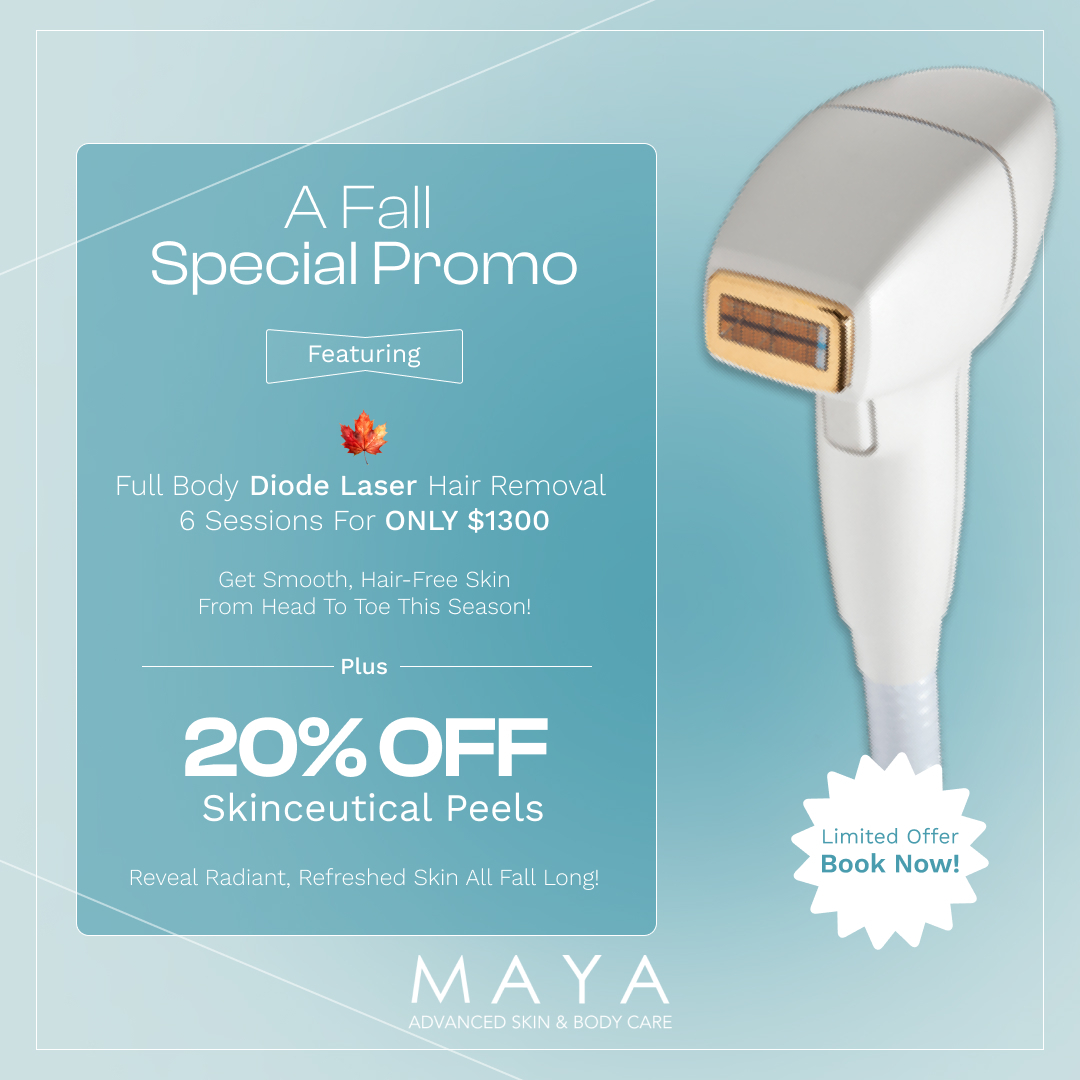 A Fall
Special Promo
Featuring
Full Body Diode Laser Hair Removal
6 Sessions For ONLY $1300
Get Smooth, Hair-Free Skin
From Head To Toe This Season!
Plus
20% OFF
Skinceutical Peels
Reveal Radiant, Refreshed Skin All Fall Long!
Limited Offer
Book Now!
MAYA
ADVANCED SKIN & BODY CARE